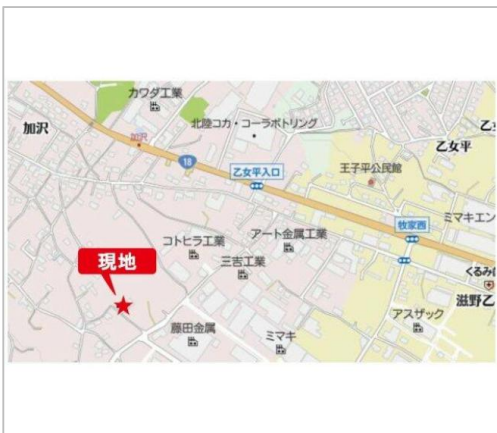 カワダ工業
加沢
加沢
北陸コカ・コーラボトリング
18
乙女平入口
王子平公民館
乙女平
牧家西
ミマキエン
コトヒラ工業
アート金属工業
三吉工業
現地
くるみ
滋野乙
アスザック
藤田金属
ミマキ